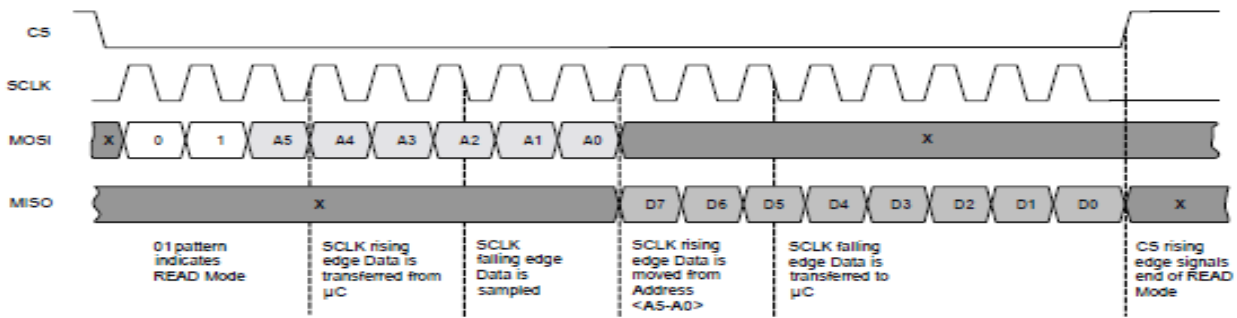 CS
SCLK
MOSI X 0 1 A5 A4 A3 A2 A1 A0 X
MISO X D7 D6 D5 D4 D3 D2 D1 D0 X
01 pattern
indicates
READ Mode
SCLK rising
edge Data is
transferred from
µC
SCLK
falling edge
Data is
sampled
SCLK rising
edge Data is
moved from
Address
<A5-A0>
SCLK falling
edge Data is
transferred to
µC
CS rising
edge signals
end of READ
Mode